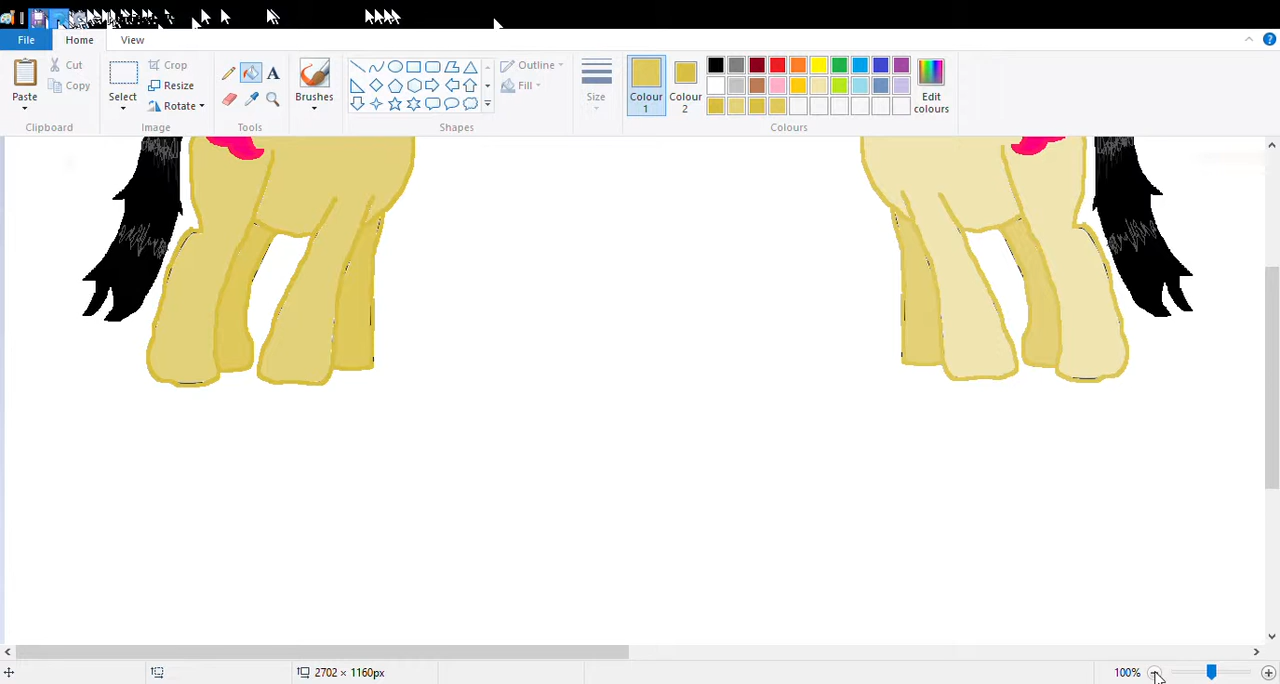 File Home View
Paste Cut Copy
Clipboard
Select Crop Resize Rotate
Image
A
Tools
Brushes
Outline Fill
Shapes
Size
Colour 1 Colour 2 Edit colours
Colours
2702 × 1160px 100%